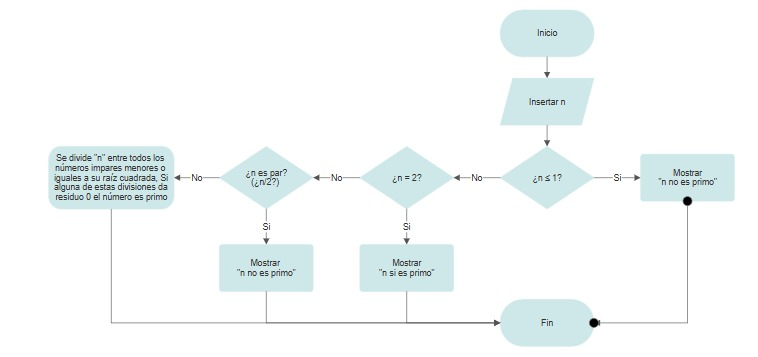 Inicio
Insertar n
¿n ≤ 1?
Si
Mostrar
"n no es primo"
No
¿n = 2?
Si
Mostrar
"n si es primo"
No
¿n es par?
(¿n/2?)
Si
Mostrar
"n no es primo"
No
Se divide "n" entre todos los
números impares menores o
iguales a su raíz cuadrada, Si
alguna de estas divisiones da
residuo 0 el número es primo
Fin